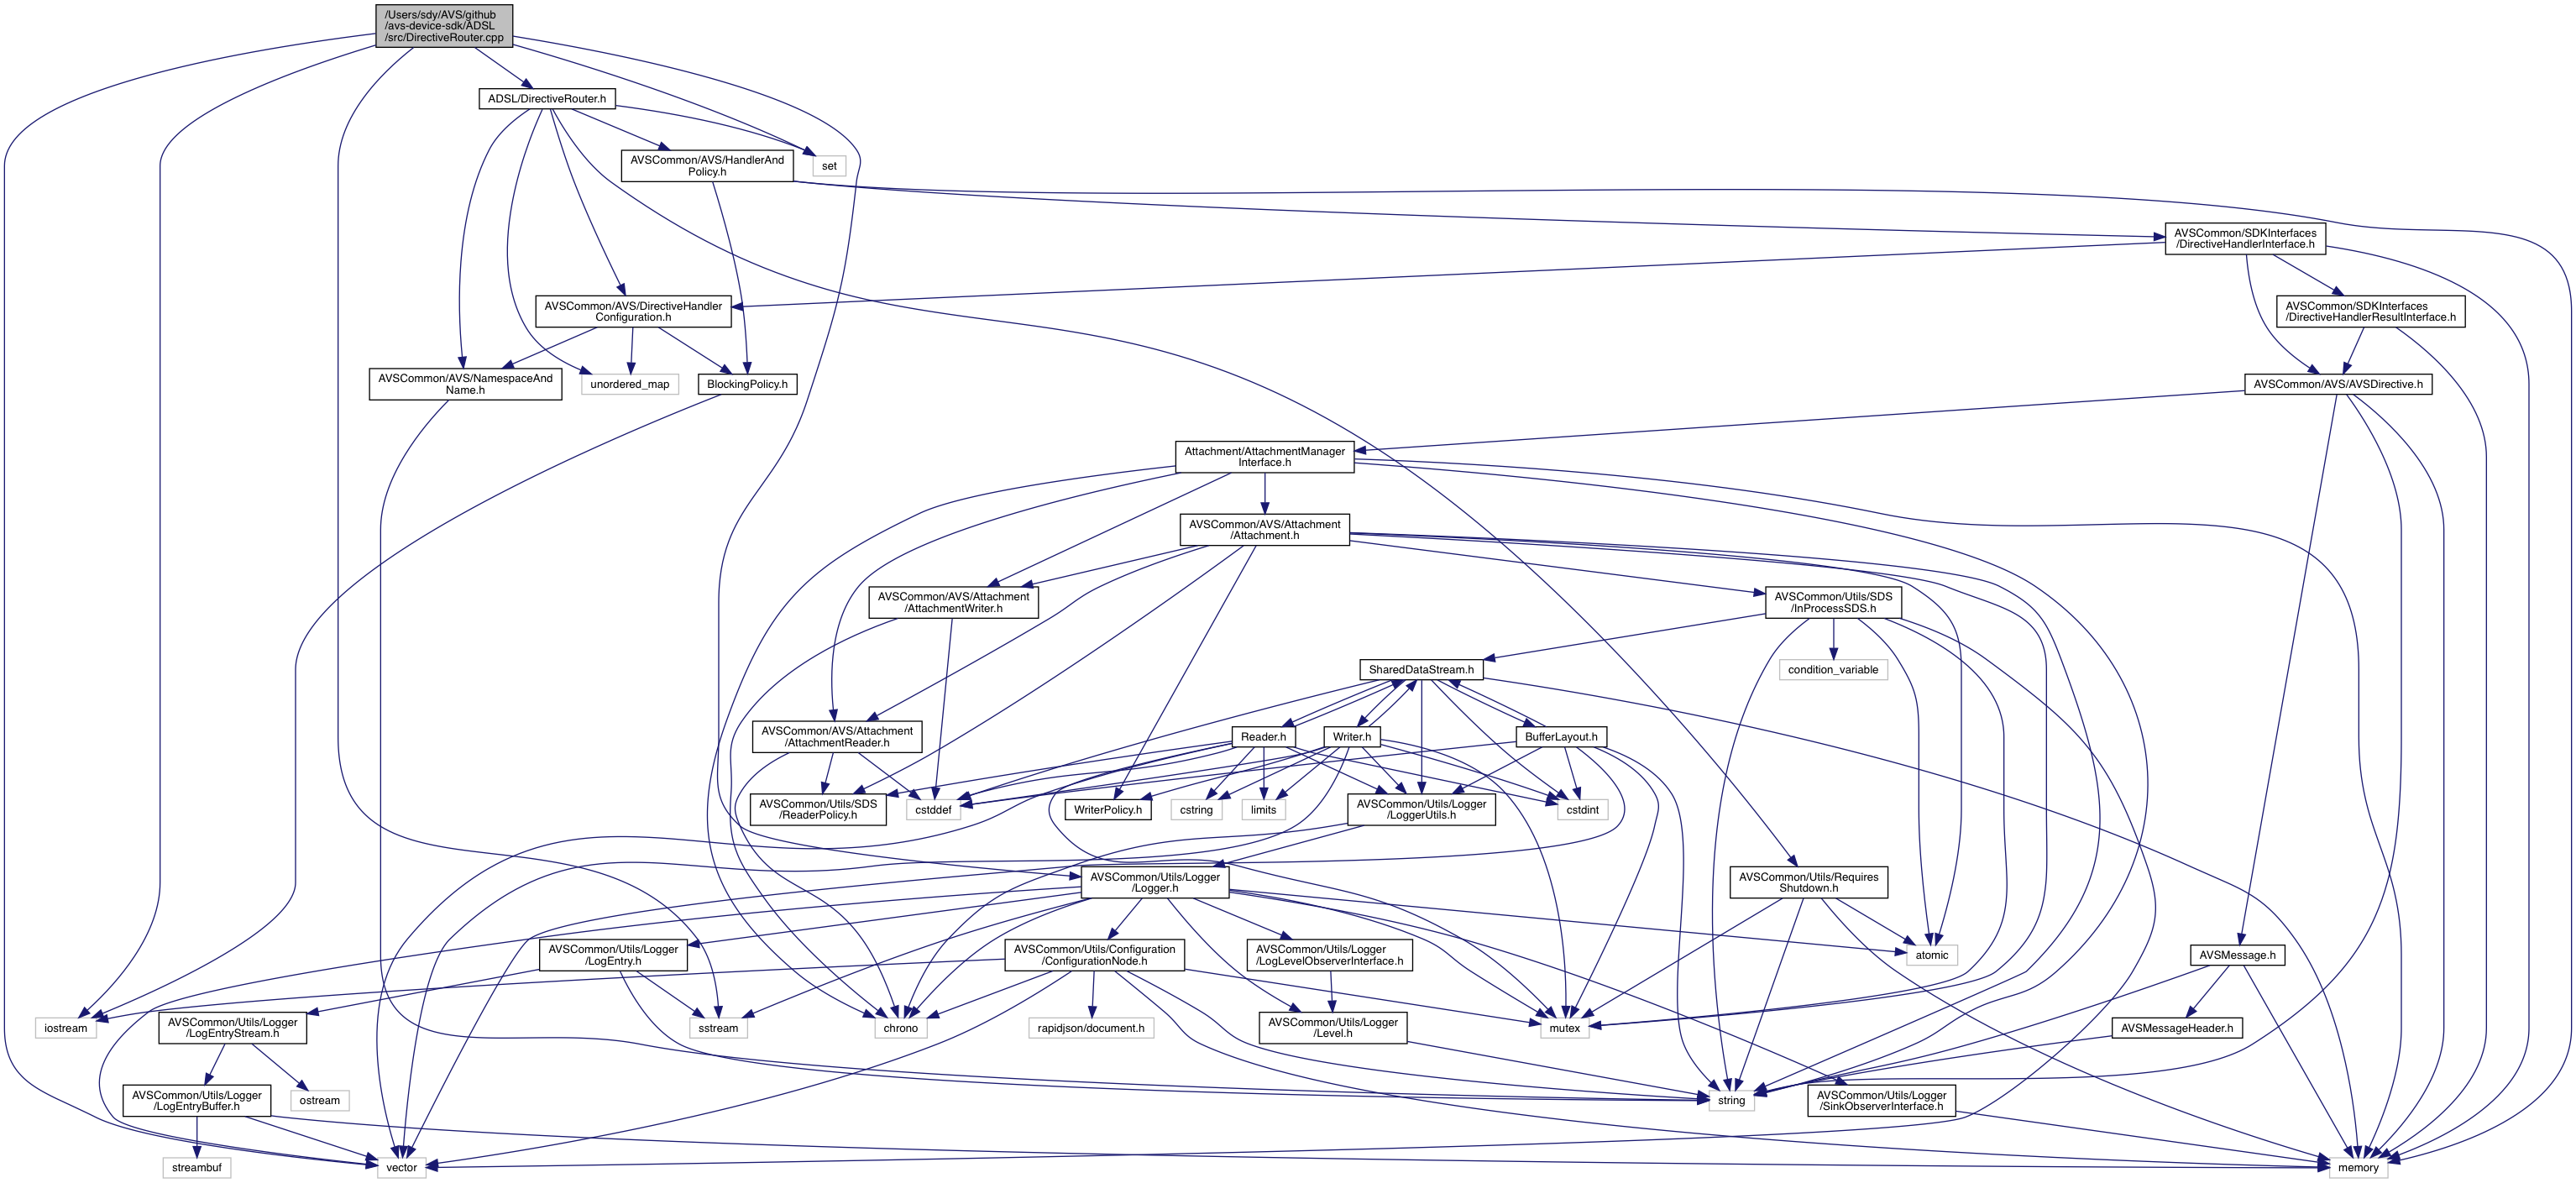 /Users/sdy/AVS/github
/avs-device-sdk/ADSL
/src/DirectiveRouter.cpp
ADSL/DirectiveRouter.h
AVSCommon/AVS/HandlerAnd
Policy.h
set
AVSCommon/SDKInterfaces
/DirectiveHandlerInterface.h
AVSCommon/AVS/DirectiveHandler
Configuration.h
AVSCommon/SDKInterfaces
/DirectiveHandlerResultInterface.h
AVSCommon/AVS/NamespaceAnd
Name.h
unordered_map
BlockingPolicy.h
AVSCommon/AVS/AVSDirective.h
Attachment/AttachmentManager
Interface.h
AVSCommon/AVS/Attachment
/Attachment.h
AVSCommon/AVS/Attachment
/AttachmentWriter.h
AVSCommon/Utils/SDS
/InProcessSDS.h
SharedDataStream.h
condition_variable
AVSCommon/AVS/Attachment
/AttachmentReader.h
Reader.h
Writer.h
BufferLayout.h
AVSCommon/Utils/SDS
/ReaderPolicy.h
cstddef
WriterPolicy.h
cstring
limits
AVSCommon/Utils/Logger
/LoggerUtils.h
cstdint
AVSCommon/Utils/Logger
/Logger.h
AVSCommon/Utils/Requires
Shutdown.h
AVSCommon/Utils/Logger
/LogEntry.h
AVSCommon/Utils/Configuration
/ConfigurationNode.h
AVSCommon/Utils/Logger
/LogLevelObserverInterface.h
atomic
AVSMessage.h
iostream
AVSCommon/Utils/Logger
/LogEntryStream.h
sstream
chrono
rapidjson/document.h
AVSCommon/Utils/Logger
/Level.h
mutex
AVSMessageHeader.h
AVSCommon/Utils/Logger
/LogEntryBuffer.h
ostream
string
AVSCommon/Utils/Logger
/SinkObserverInterface.h
streambuf
vector
memory